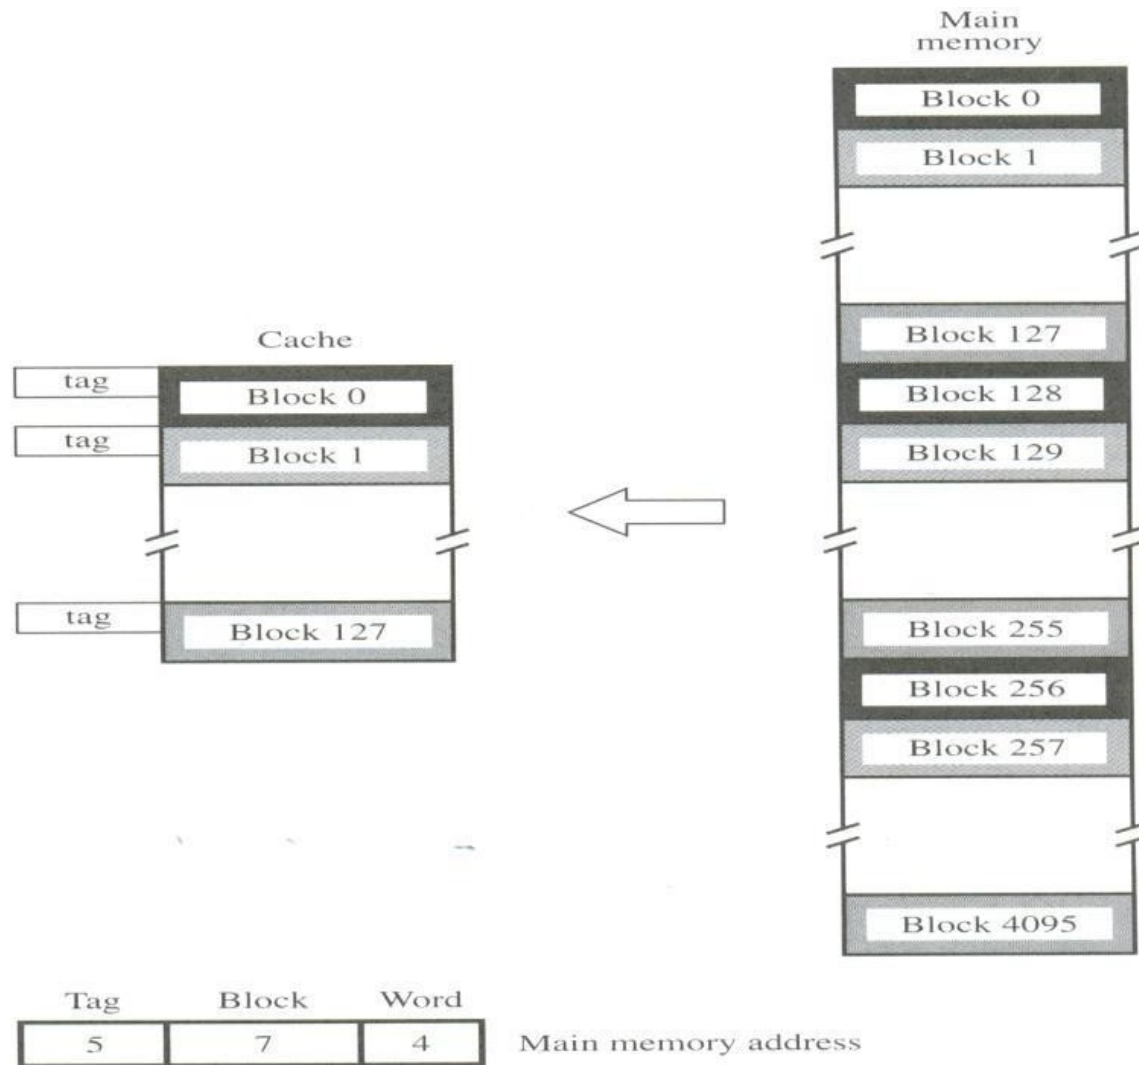 Main
memory
Block 0
Block 1
Block 127
Block 128
Block 129
Block 255
Block 256
Block 257
Block 4095
Cache
tag
Block 0
tag
Block 1
tag
Block 127
Tag Block Word
5 7 4 Main memory address